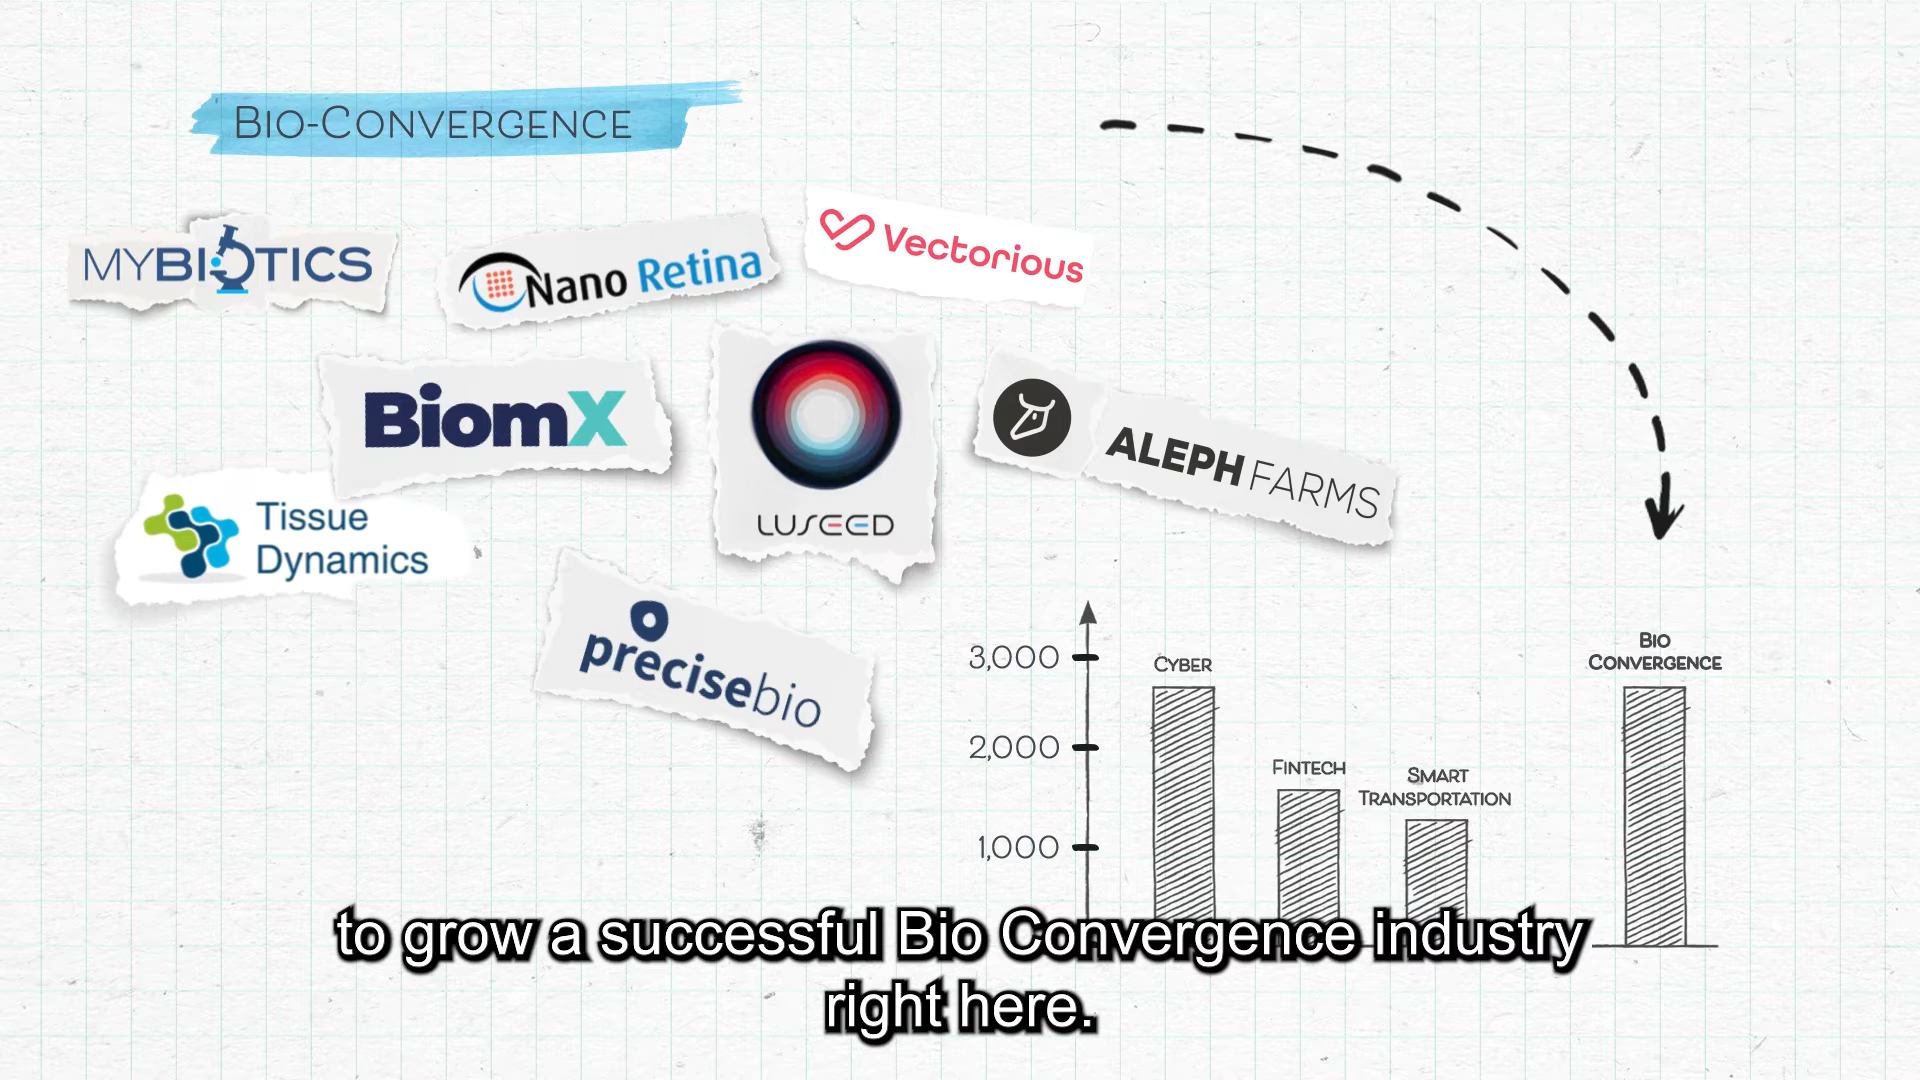 BIO-CONVERGENCE
MYBIOTICS
Nano Retina
Vectorious
BiomX
LUSEED
ALEPH FARMS
Tissue
Dynamics
precisebio
3,000
2,000
1,000
CYBER
FINTECH
SMART
TRANSPORTATION
BIO
CONVERGENCE
to grow a successful Bio Convergence industry
right here.